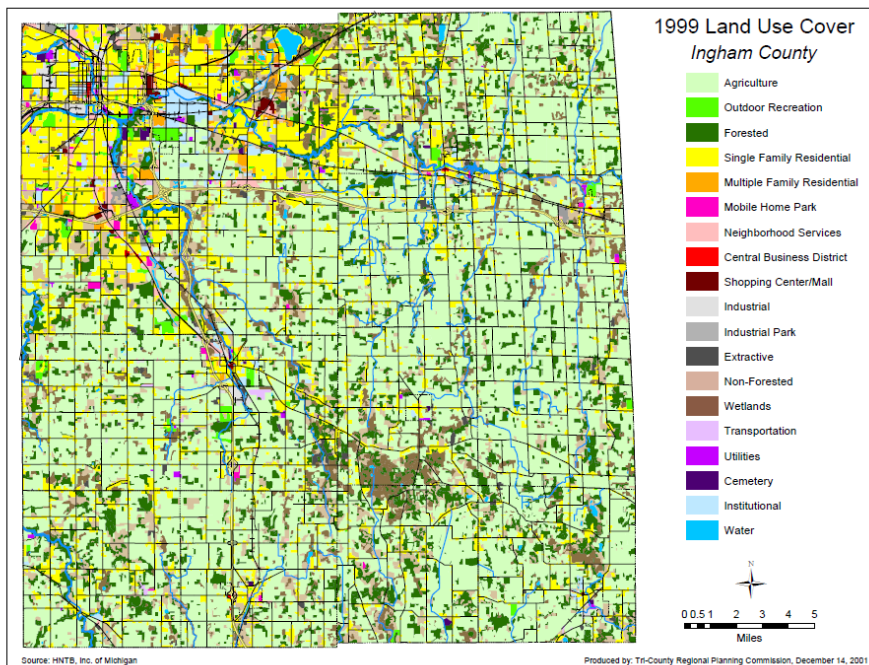 1999 Land Use Cover
Ingham County
Agriculture
Outdoor Recreation
Forested
Single Family Residential
Multiple Family Residential
Mobile Home Park
Neighborhood Services
Central Business District
Shopping Center/Mall
Industrial
Industrial Park
Extractive
Non-Forested
Wetlands
Transportation
Utilities
Cemetery
Institutional
Water
N
0 0.5 1 2 3 4 5
Miles
Source: HNTB, Inc. of Michigan
Produced by: Tri-County Regional Planning Commission, December 14, 2001